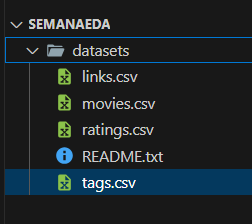 SEMANAEDA
datasets
links.csv
movies.csv
ratings.csv
README.txt
tags.csv